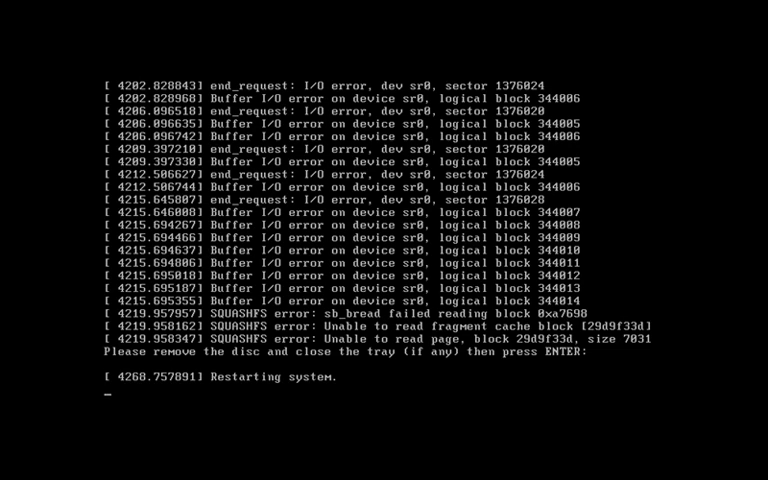 [ 4202.828843] end_request: I/O error, dev sr0, sector 1376024
[ 4202.828968] Buffer I/O error on device sr0, logical block 344006
[ 4206.096518] end_request: I/O error, dev sr0, sector 1376020
[ 4206.096635] Buffer I/O error on device sr0, logical block 344005
[ 4206.096742] Buffer I/O error on device sr0, logical block 344006
[ 4209.397210] end_request: I/O error, dev sr0, sector 1376020
[ 4209.397330] Buffer I/O error on device sr0, logical block 344005
[ 4212.506627] end_request: I/O error, dev sr0, sector 1376024
[ 4212.506744] Buffer I/O error on device sr0, logical block 344006
[ 4215.645807] end_request: I/O error, dev sr0, sector 1376028
[ 4215.646008] Buffer I/O error on device sr0, logical block 344007
[ 4215.694267] Buffer I/O error on device sr0, logical block 344008
[ 4215.694466] Buffer I/O error on device sr0, logical block 344009
[ 4215.694637] Buffer I/O error on device sr0, logical block 344010
[ 4215.694806] Buffer I/O error on device sr0, logical block 344011
[ 4215.695018] Buffer I/O error on device sr0, logical block 344012
[ 4215.695187] Buffer I/O error on device sr0, logical block 344013
[ 4215.695355] Buffer I/O error on device sr0, logical block 344014
[ 4219.957957] SQUASHFS error: sb_bread failed reading block 0xa7698
[ 4219.958162] SQUASHFS error: Unable to read fragment cache block [29d9f33d]
[ 4219.958347] SQUASHFS error: Unable to read page, block 29d9f33d, size 7031
Please remove the disc and close the tray (if any) then press ENTER:
[ 4268.757891] Restarting system.
_